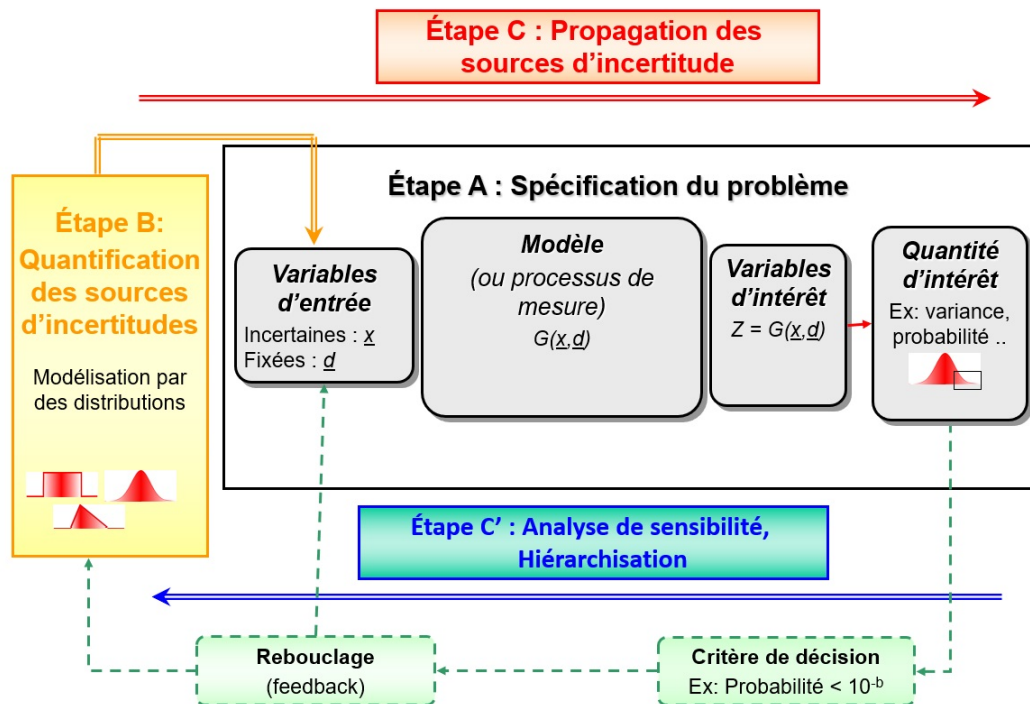 Étape C : Propagation des
sources d’incertitude
Étape B:
Quantification
des sources
d’incertitudes
Modélisation par
des distributions
Étape A : Spécification du problème
Variables
d’entrée
Incertaines : x
Fixées : d
Modèle
(ou processus de
mesure)
G(x,d)
Variables
d’intérêt
Z = G(x,d)
Quantité
d’intérêt
Ex: variance,
probabilité ..
Étape C’ : Analyse de sensibilité,
Hiérarchisation
Rebouclage
(feedback)
Critère de décision
Ex: Probabilité < 10-b